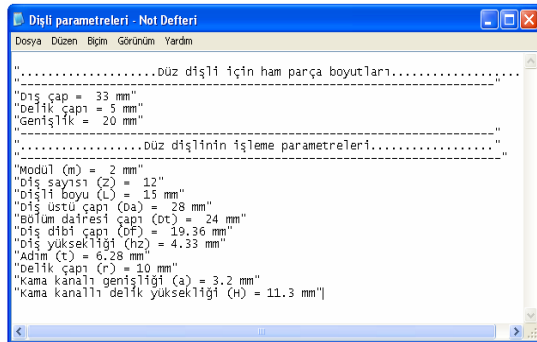 Dişli parametreleri - Not Defteri
Dosya Düzen Biçim Görünüm Yardım
"....................Düz dişli için ham parça boyutları...................
"-----------------------------------------------------------------"
"Dış çap = 33 mm"
"Delik çapı = 5 mm"
"Genişlik = 20 mm"
"-----------------------------------------------------------------"
"..................Düz dişlinin işleme parametreleri.................."
"------------------------------------------------------------------"
"Modül (m) = 2 mm"
"Diş sayısı (Z) = 12"
"Dişli boyu (L) = 15 mm"
"Diş üstü çapı (Da) = 28 mm"
"Bölüm dairesi çapı (Dt) = 24 mm"
"Diş dibi çapı (Df) = 19.36 mm"
"Diş yüksekliği (hz) = 4.33 mm"
"Adım (t) = 6.28 mm"
"Delik çapı (r) = 10 mm"
"Kama kanalı genişliği (a) = 3.2 mm"
"Kama kanallı delik yüksekliği (H) = 11.3 mm"